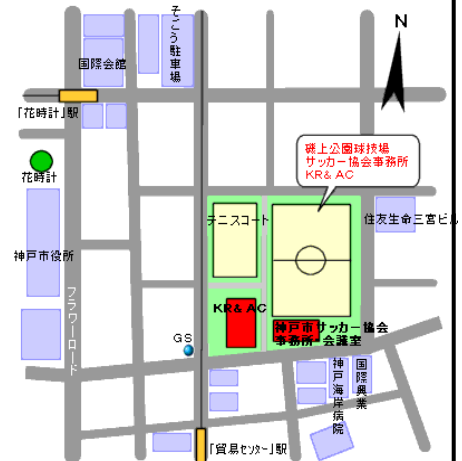 N
そごう駐車場
国際会館
「花時計」駅
磯上公園球技場
サッカー協会事務所
KR& AC
花時計
テニスコート
住友生命三宮ビル
神戸市役所
フラワーロード
KR& AC
神戸市サッカー協会
事務所・会議室
GS
神戸海岸病院
国際興業
「貿易センター」駅